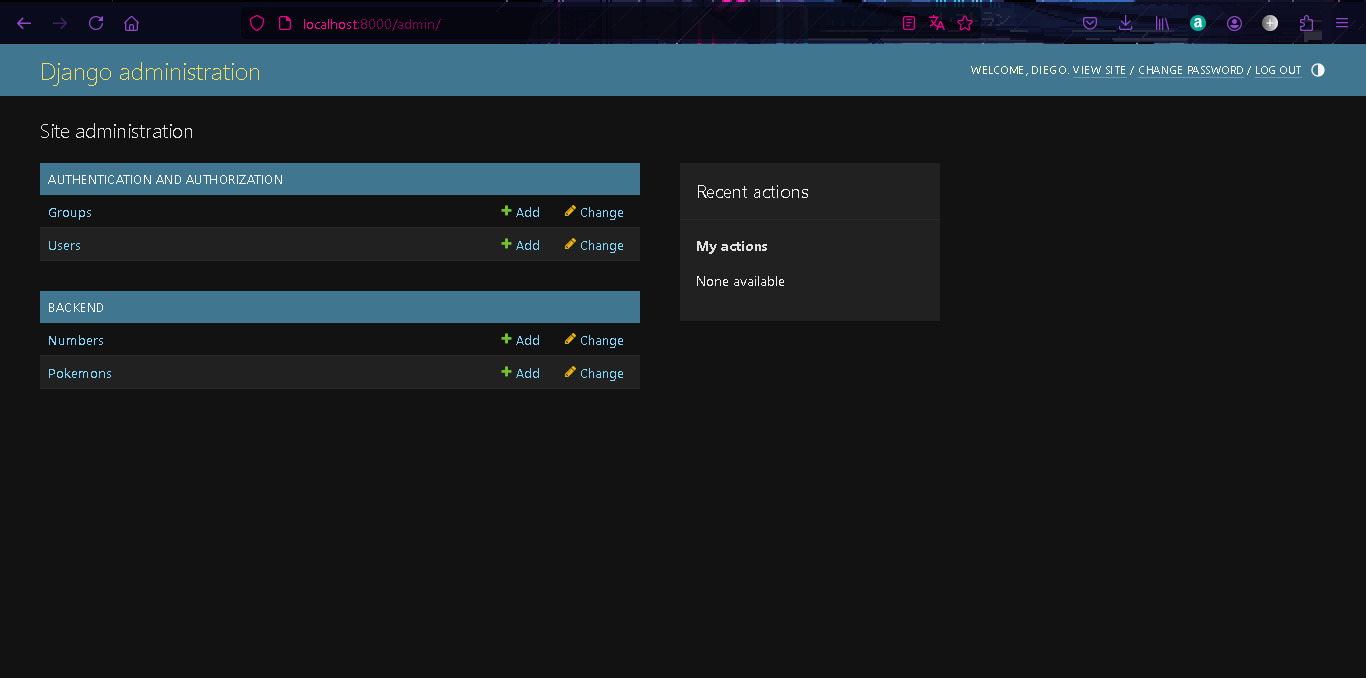 localhost:8000/admin/
Django administration
WELCOME, DIEGO. VIEW SITE / CHANGE PASSWORD / LOG OUT
Site administration
AUTHENTICATION AND AUTHORIZATION
Groups Add Change
Users Add Change
BACKEND
Numbers Add Change
Pokemons Add Change
Recent actions
My actions
None available